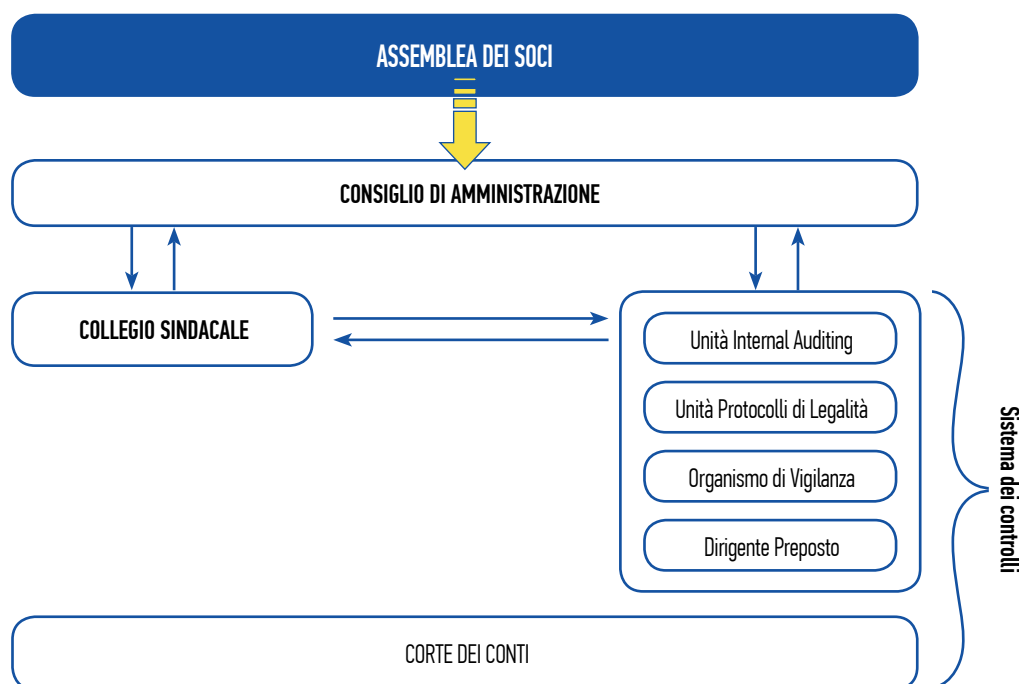 ASSEMBLEA DEI SOCI
CONSIGLIO DI AMMINISTRAZIONE
COLLEGIO SINDACALE
Unità Internal Auditing
Unità Protocolli di Legalità
Organismo di Vigilanza
Dirigente Preposto
Sistema dei controlli
CORTE DEI CONTI